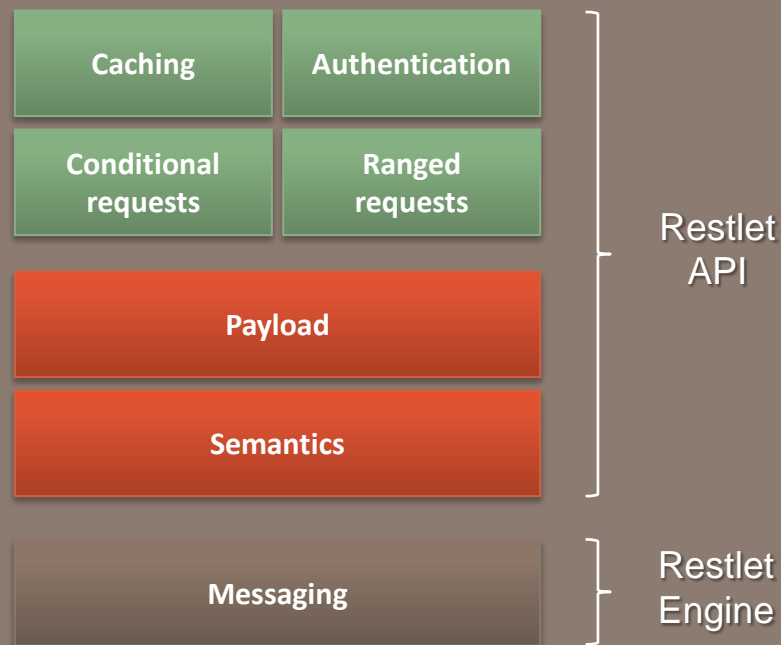 Caching
Authentication
Conditional
requests
Ranged
requests
Restlet
API
Payload
Semantics
Messaging
Restlet
Engine